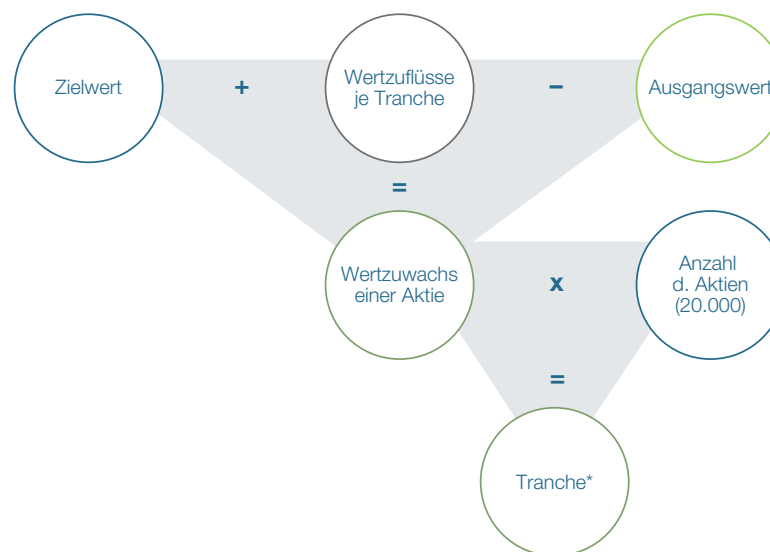 Zielwert
+
Wertzuflüsse
je Tranche
–
Ausgangswert
=
Wertzuwachs
einer Aktie
x
Anzahl
d. Aktien
(20.000)
=
Tranche*